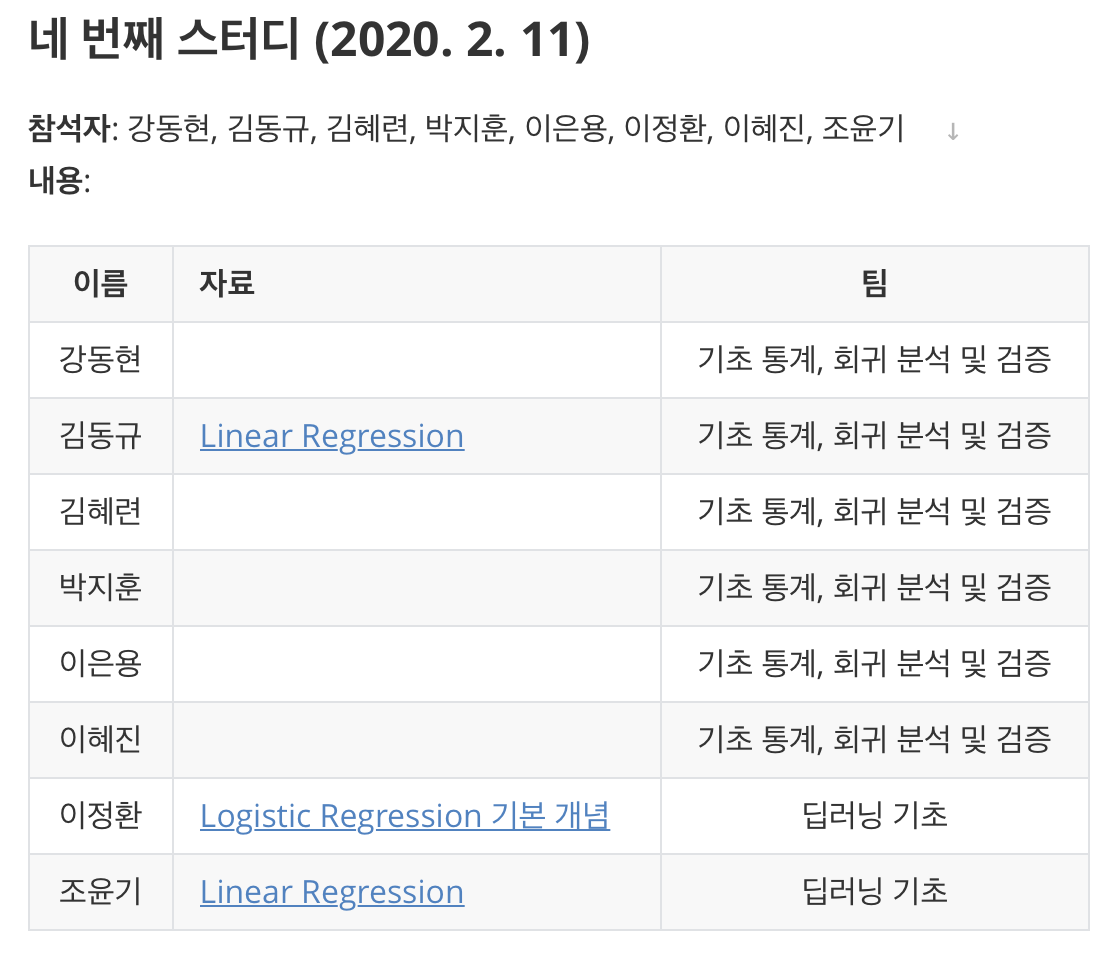 네 번째 스터디 (2020. 2. 11)
참석자: 강동현, 김동규, 김혜련, 박지훈, 이은용, 이정환, 이혜진, 조윤기 ↓
내용:
이름 자료 팀
강동현 기초 통계, 회귀 분석 및 검증
김동규 Linear Regression 기초 통계, 회귀 분석 및 검증
김혜련 기초 통계, 회귀 분석 및 검증
박지훈 기초 통계, 회귀 분석 및 검증
이은용 기초 통계, 회귀 분석 및 검증
이혜진 기초 통계, 회귀 분석 및 검증
이정환 Logistic Regression 기본 개념 딥러닝 기초
조윤기 Linear Regression 딥러닝 기초